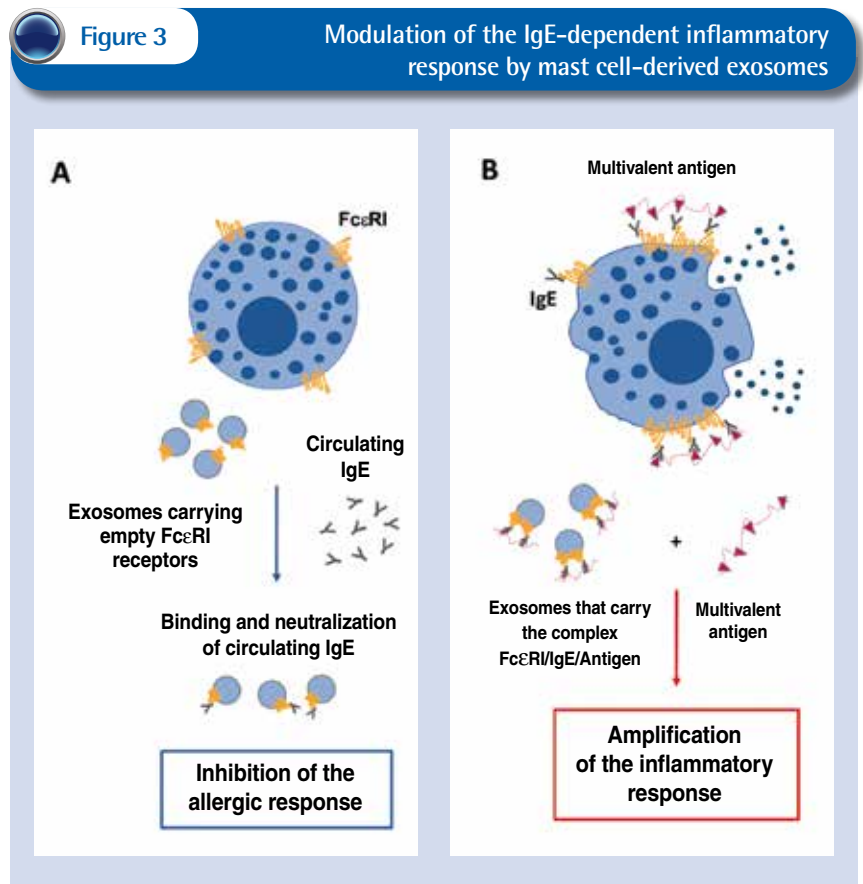 Figure 3
Modulation of the IgE-dependent inflammatory
response by mast cell-derived exosomes
A
FcεRI
Circulating
IgE
Exosomes carrying
empty FcεRI
receptors
Binding and neutralization
of circulating IgE
Inhibition of the
allergic response
B
Multivalent antigen
IgE
+
Exosomes that carry
the complex
FcεRI/IgE/Antigen
Multivalent
antigen
Amplification
of the inflammatory
response